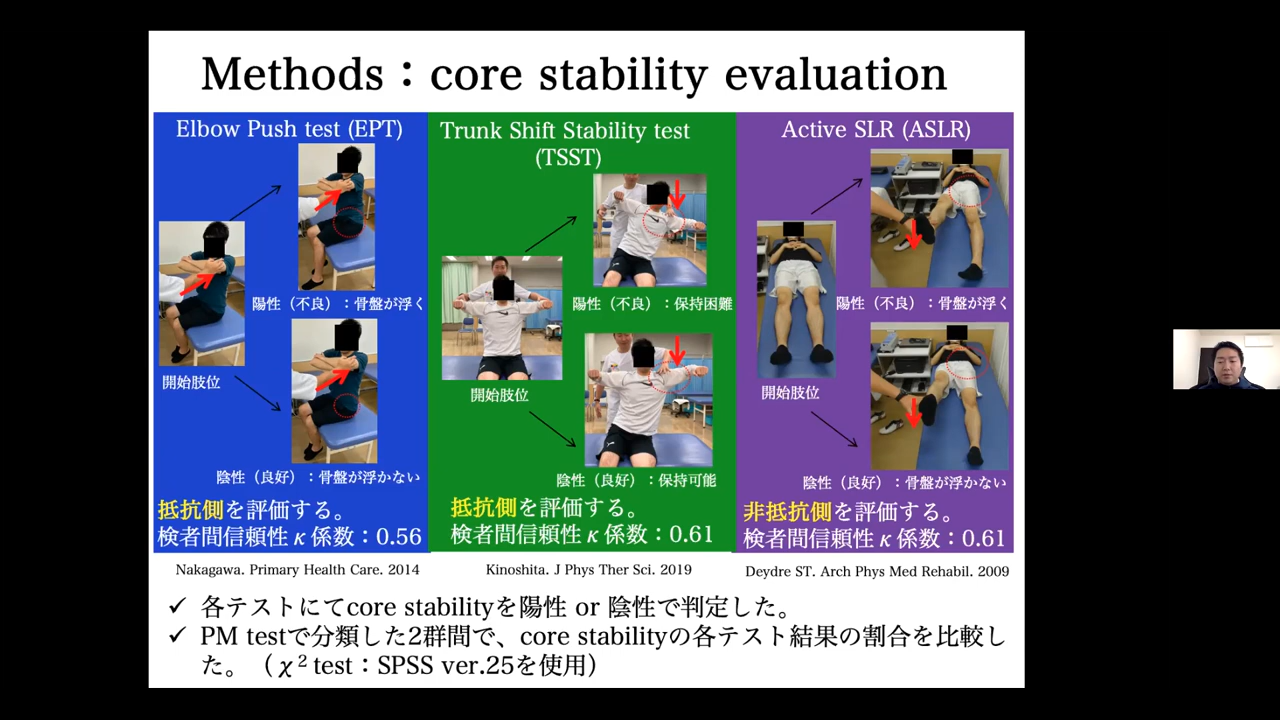 Methods：core stability evaluation
Elbow Push test (EPT)
陽性（不良）：骨盤が浮く
開始肢位
陰性（良好）：骨盤が浮かない
抵抗側を評価する。
検者間信頼性κ係数：0.56
Trunk Shift Stability test
(TSST)
陽性（不良）：保持困難
開始肢位
陰性（良好）：保持可能
抵抗側を評価する。
検者間信頼性κ係数：0.61
Active SLR (ASLR)
陽性（不良）：骨盤が浮く
開始肢位
陰性（良好）：骨盤が浮かない
非抵抗側を評価する。
検者間信頼性κ係数：0.61
Nakagawa. Primary Health Care. 2014
Kinoshita. J Phys Ther Sci. 2019
Deydre ST. Arch Phys Med Rehabil. 2009
✓ 各テストにてcore stabilityを陽性 or 陰性で判定した。
✓ PM testで分類した2群間で、core stabilityの各テスト結果の割合を比較し
た。（χ² test：SPSS ver.25を使用）